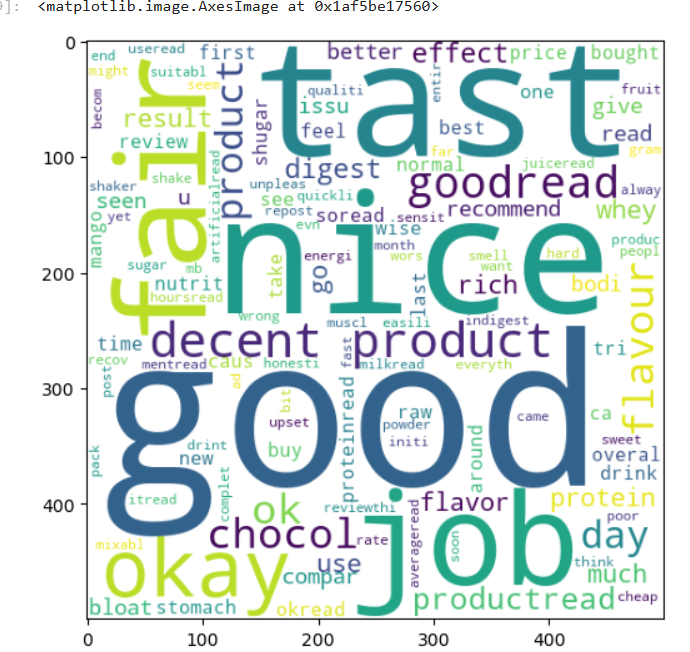 ]: <matplotlib.image.AxesImage at 0x1af5be17560>
0
100
200
300
400
0 100 200 300 400
end useread first better effect price bought
might suitabl seem tast entir
fair product qualiti one fruit
becom result shugar issu give
review feel best read
far gram
shaker shake digest normal juiceread
artificialread unpleas goodread alway
seen u see quickli
yet repost soread sensit recommend whey
mango evn nice wise produc
month peopl
sugar mb energi wors smell hard
nutrit take go want rich bodi
hoursread last
wrong muscl easili indigest flavour
time decent product tri
recov mentread caus honesti fast milkread everyth
post ad
good bit raw came ca
upset powder sweet
pack new drint buy proteinread initi around overal
drink
itread complet ok reviewthi flavor protein
chocol rate job averageread poor
mixabl okay use soon day
compar think
much
bloat stomach okread productread cheap